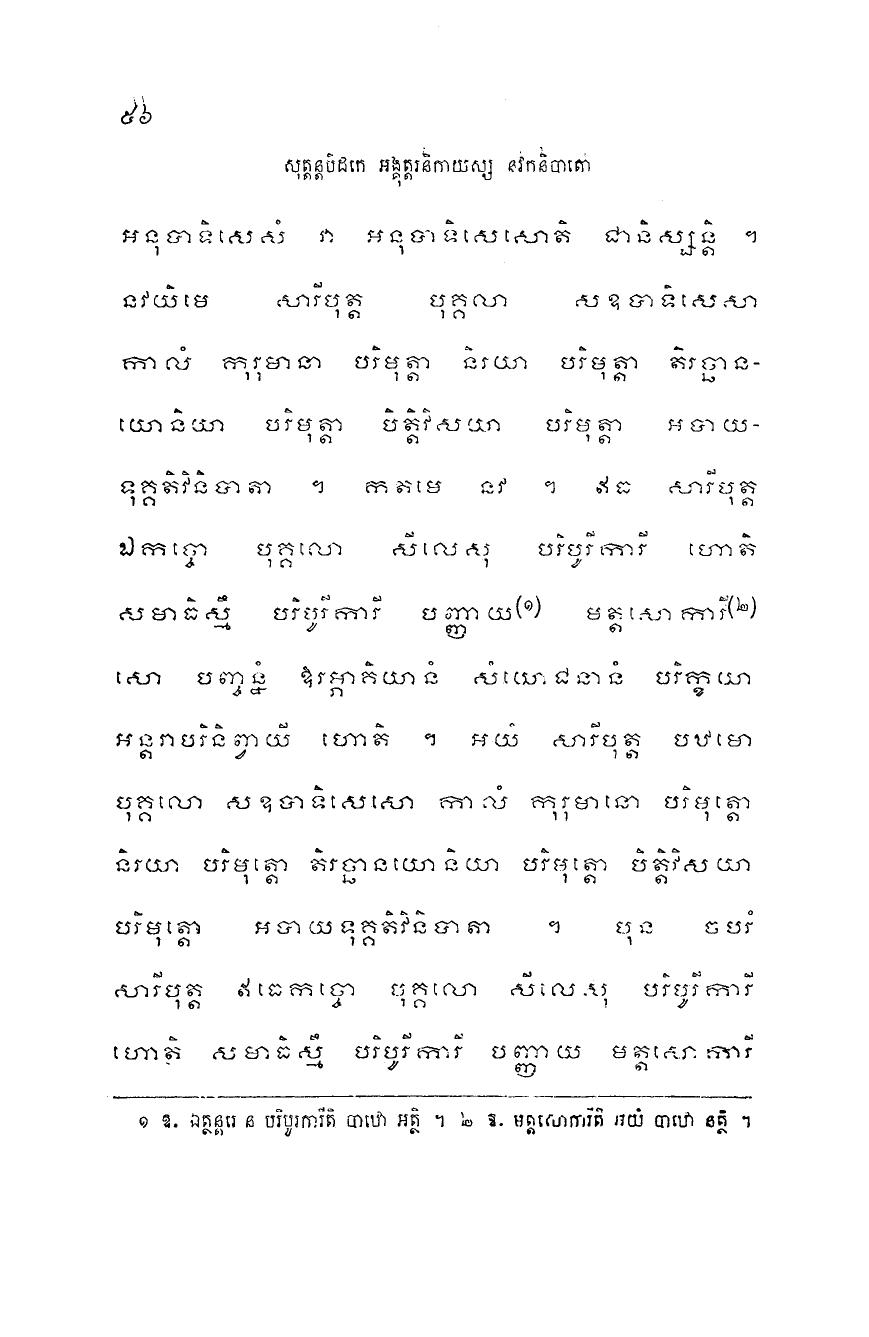 ៥៦
សុត្តន្តបិដកេ អង្គុត្តរនិកាយស្ស នវកនិបាតោ
អនុបាទិសេសំ វា អនុបាទិសេសោតិ ជានិស្សន្តិ ។
នវយិមេ សារីបុត្ត បុគ្គលា សឧបាទិសេសា
កាលំ កុរុមានា បរិមុត្តា និរយា បរិមុត្តា តិរច្ឆាន-
យោនិយា បរិមុត្តា បិត្តិវិសយា បរិមុត្តា អបាយ-
ទុគ្គតិវិនិបាតា ។ កតមេ នវ ។ ឥធ សារីបុត្ត
ឯកច្ចោ បុគ្គលោ សីលេសុ បរិបូរីការី ហោតិ
សមាធិស្មឹ បរិបូរីការី បញ្ញាយ(១) មត្តសោការី(២)
សោ បញ្ចន្នំ ឱរម្ភាគិយានំ សំយោជនានំ បរិក្ខយា
អន្តរាបរិនិព្វាយី ហោតិ ។ អយំ សារីបុត្ត បឋមោ
បុគ្គលោ សឧបាទិសេសោ កាលំ កុរុមានោ បរិមុត្តោ
និរយា បរិមុត្តោ តិរច្ឆានយោនិយា បរិមុត្តោ បិត្តិវិសយា
បរិមុត្តោ អបាយទុគ្គតិវិនិបាតា ។ បុន ចបរំ
សារីបុត្ត ឥធេកច្ចោ បុគ្គលោ សីលេសុ បរិបូរីការី
ហោតិ សមាធិស្មឹ បរិបូរីការី បញ្ញាយ មត្តសោការី
១ ឱ. ឯត្ថន្តរេ ន បរិបូរការីតិ បាឋោ អត្ថិ ។ ២ ឱ. មត្តសោការីតិ អយំ បាឋោ នត្ថិ ។